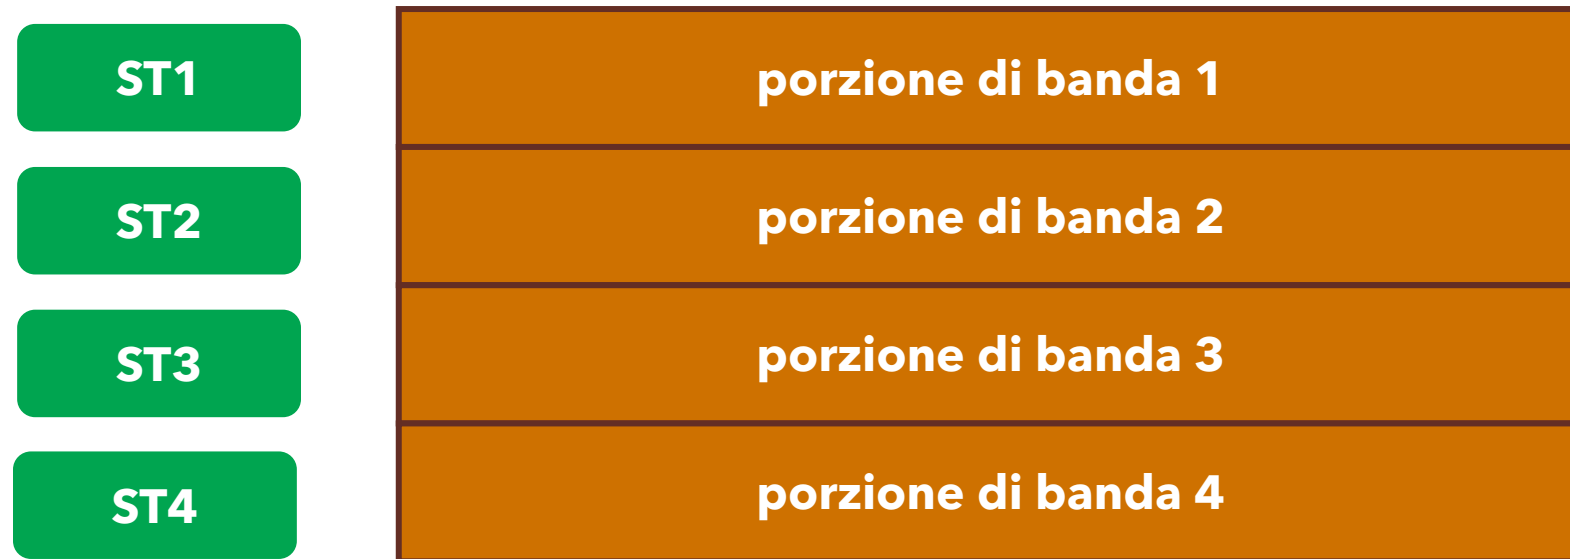 ST1
porzione di banda 1
ST2
porzione di banda 2
ST3
porzione di banda 3
ST4
porzione di banda 4